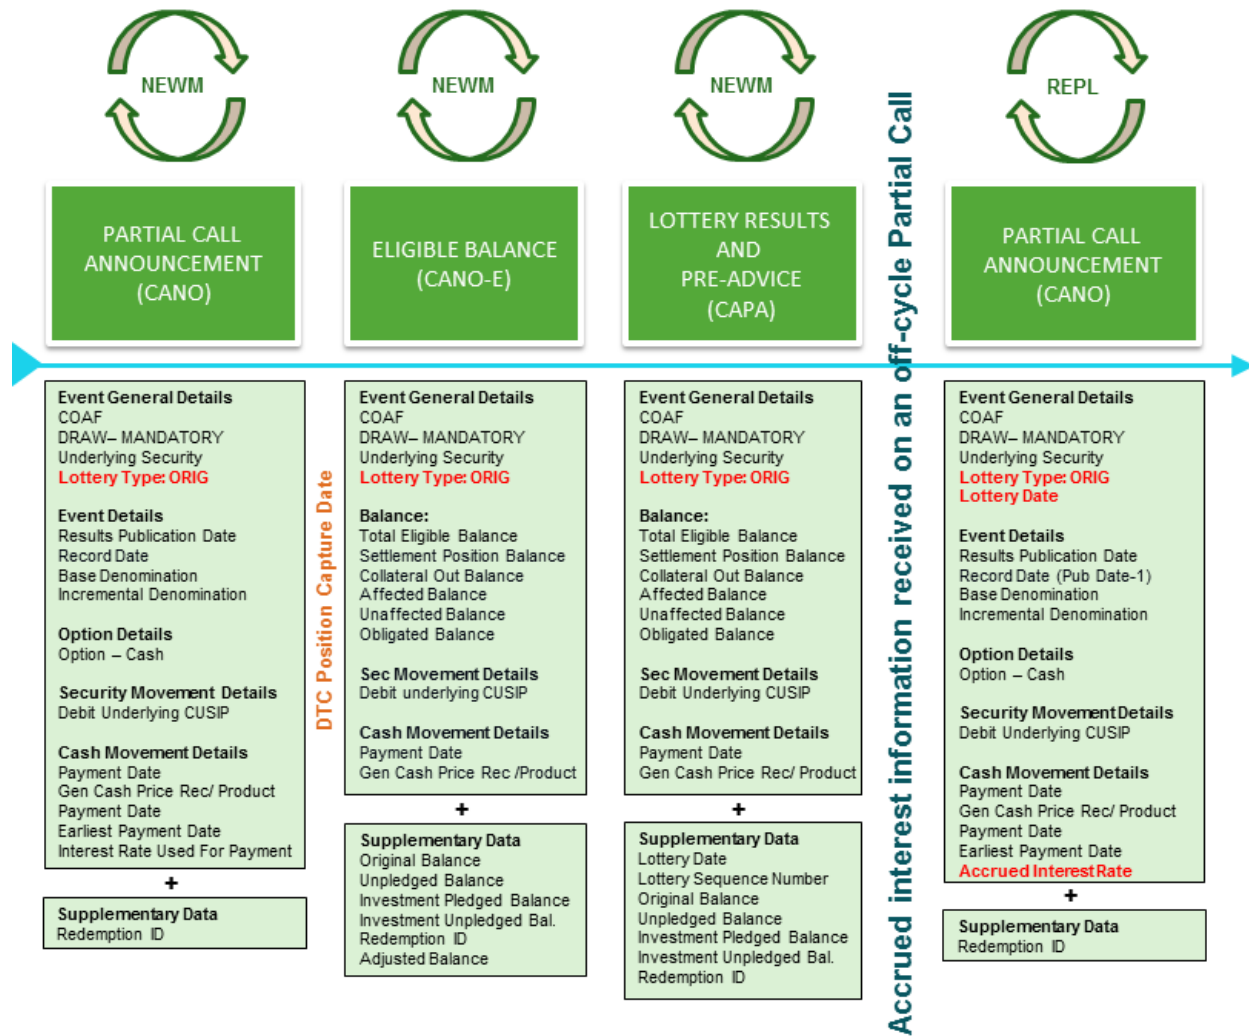 NEWM
PARTIAL CALL
ANNOUNCEMENT
(CANO)
Event General Details
COAF
DRAW– MANDATORY
Underlying Security
Lottery Type: ORIG
Event Details
Results Publication Date
Record Date
Base Denomination
Incremental Denomination
Option Details
Option – Cash
Security Movement Details
Debit Underlying CUSIP
Cash Movement Details
Payment Date
Gen Cash Price Rec/ Product
Payment Date
Earliest Payment Date
Interest Rate Used For Payment
+
Supplementary Data
Redemption ID
DTC Position Capture Date
NEWM
ELIGIBLE BALANCE
(CANO-E)
Event General Details
COAF
DRAW– MANDATORY
Underlying Security
Lottery Type: ORIG
Balance:
Total Eligible Balance
Settlement Position Balance
Collateral Out Balance
Affected Balance
Unaffected Balance
Obligated Balance
Sec Movement Details
Debit underlying CUSIP
Cash Movement Details
Payment Date
Gen Cash Price Rec /Product
+
Supplementary Data
Original Balance
Unpledged Balance
Investment Pledged Balance
Investment Unpledged Bal.
Redemption ID
Adjusted Balance
NEWM
LOTTERY RESULTS
AND
PRE-ADVICE
(CAPA)
Event General Details
COAF
DRAW– MANDATORY
Underlying Security
Lottery Type: ORIG
Balance:
Total Eligible Balance
Settlement Position Balance
Collateral Out Balance
Affected Balance
Unaffected Balance
Obligated Balance
Sec Movement Details
Debit underlying CUSIP
Cash Movement Details
Payment Date
Gen Cash Price Rec/ Product
+
Supplementary Data
Lottery Date
Lottery Sequence Number
Original Balance
Unpledged Balance
Investment Pledged Balance
Investment Unpledged Bal.
Redemption ID
Accrued interest information received on an off-cycle Partial Call
REPL
PARTIAL CALL
ANNOUNCEMENT
(CANO)
Event General Details
COAF
DRAW– MANDATORY
Underlying Security
Lottery Type: ORIG
Lottery Date
Event Details
Results Publication Date
Record Date (Pub Date-1)
Base Denomination
Incremental Denomination
Option Details
Option – Cash
Security Movement Details
Debit Underlying CUSIP
Cash Movement Details
Payment Date
Gen Cash Price Rec/ Product
Payment Date
Earliest Payment Date
Accrued Interest Rate
+
Supplementary Data
Redemption ID